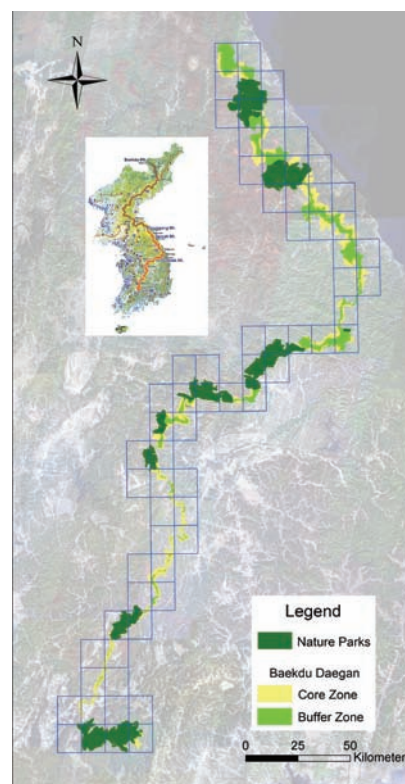 N
Legend
Nature Parks
Baekdu Daegan
Core Zone
Buffer Zone
0 25 50
Kilometer